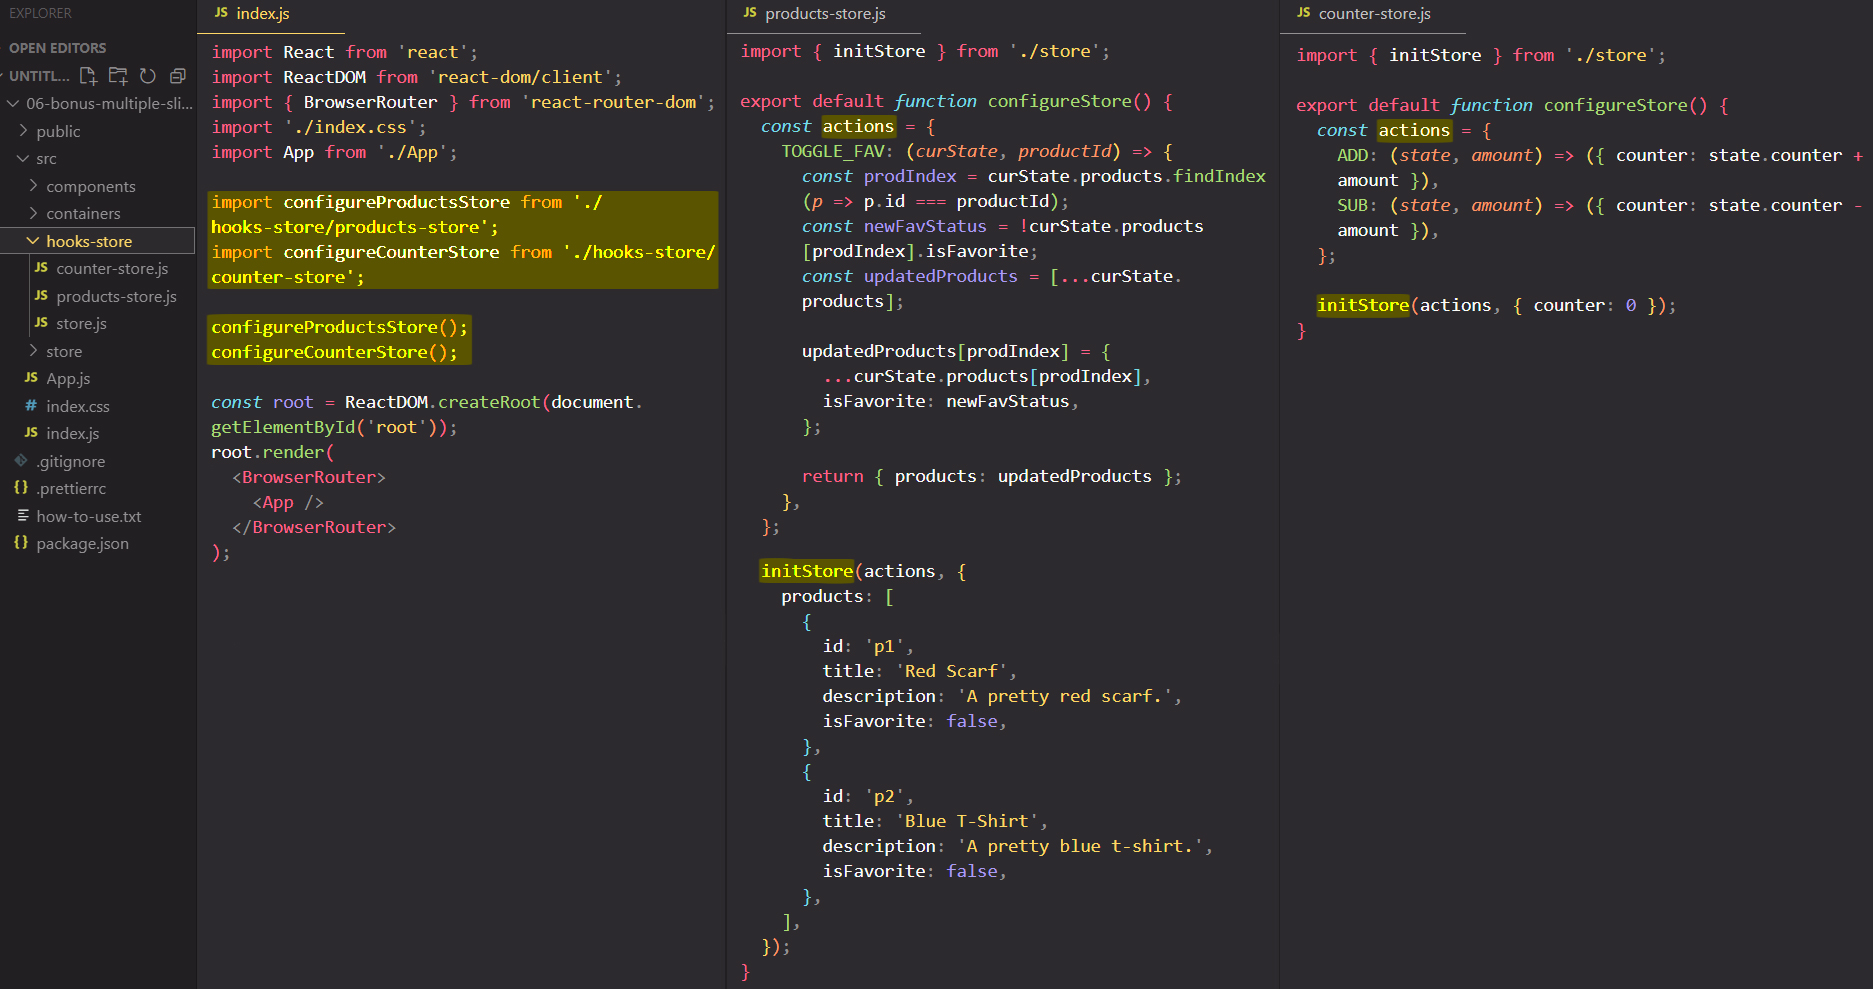 EXPLORER
OPEN EDITORS
UNTITL...
06-bonus-multiple-sli...
public
src
components
containers
hooks-store
JS counter-store.js
JS products-store.js
JS store.js
store
JS App.js
# index.css
JS index.js
.gitignore
{} .prettierrc
how-to-use.txt
{} package.json
JS index.js
import React from 'react';
import ReactDOM from 'react-dom/client';
import { BrowserRouter } from 'react-router-dom';
import './index.css';
import App from './App';
import configureProductsStore from './
hooks-store/products-store';
import configureCounterStore from './hooks-store/
counter-store';
configureProductsStore();
configureCounterStore();
const root = ReactDOM.createRoot(document.
getElementById('root'));
root.render(
<BrowserRouter>
<App />
</BrowserRouter>
);
JS products-store.js
import { initStore } from './store';
export default function configureStore() {
const actions = {
TOGGLE_FAV: (curState, productId) => {
const prodIndex = curState.products.findIndex
(p => p.id === productId);
const newFavStatus = !curState.products
[prodIndex].isFavorite;
const updatedProducts = [...curState.
products];
updatedProducts[prodIndex] = {
...curState.products[prodIndex],
isFavorite: newFavStatus,
};
return { products: updatedProducts };
},
};
initStore(actions, {
products: [
{
id: 'p1',
title: 'Red Scarf',
description: 'A pretty red scarf.',
isFavorite: false,
},
{
id: 'p2',
title: 'Blue T-Shirt',
description: 'A pretty blue t-shirt.',
isFavorite: false,
},
],
});
}
JS counter-store.js
import { initStore } from './store';
export default function configureStore() {
const actions = {
ADD: (state, amount) => ({ counter: state.counter +
amount }),
SUB: (state, amount) => ({ counter: state.counter -
amount }),
};
initStore(actions, { counter: 0 });
}